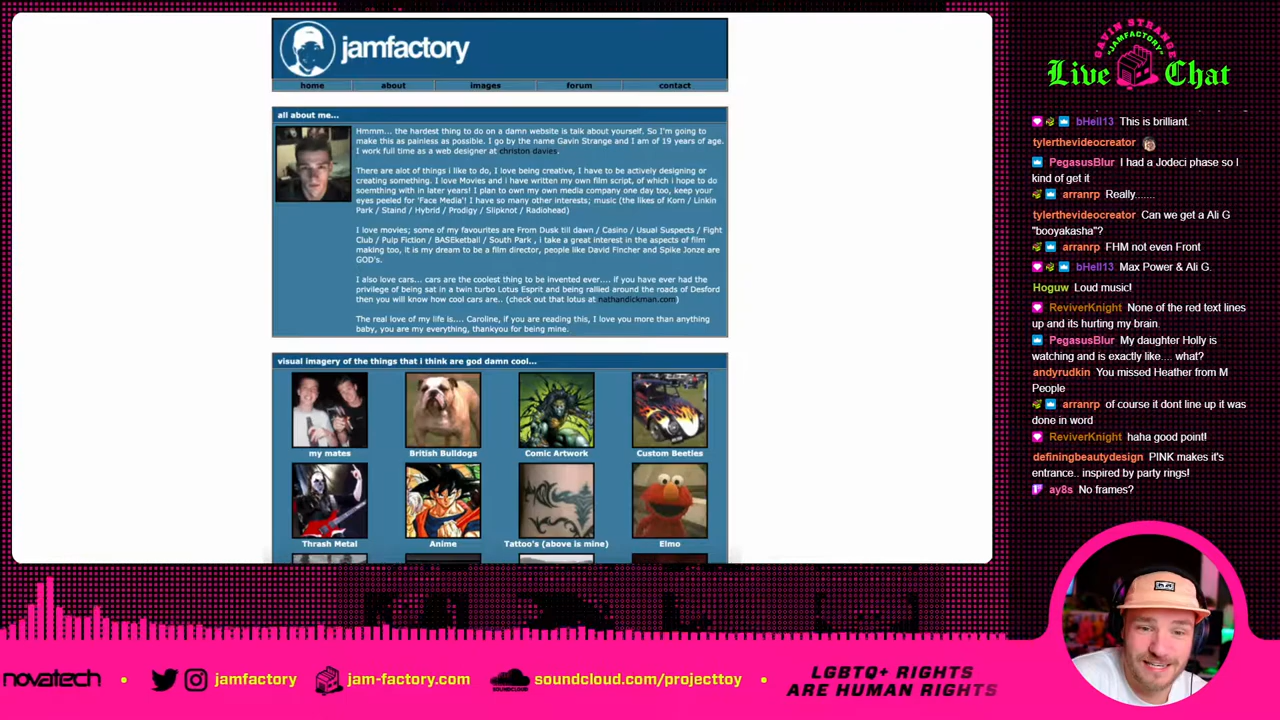 jamfactory
home about images forum contact
all about me...
Hmmm... the hardest thing to do on a damn website is talk about yourself. So I'm going to
make this as painless as possible. I go by the name Gavin Strange and I am of 19 years of age.
I work full time as a web designer at christon davies.
There are alot of things i like to do, I love being creative, I have to be actively designing or
creating something. I love Movies and i have written my own film script, of which i hope to do
soemthing with in later years! I plan to own my own media company one day too, keep your
eyes peeled for 'Face Media'! I have so many other interests; music (the likes of Korn / Linkin
Park / Staind / Hybrid / Prodigy / Slipknot / Radiohead)
I love movies; some of my favourites are From Dusk till dawn / Casino / Usual Suspects / Fight
Club / Pulp Fiction / BASEketball / South Park , i take a great interest in the aspects of film
making too, it is my dream to be a film director, people like David Fincher and Spike Jonze are
GOD's.
I also love cars... cars are the coolest thing to be invented ever.... if you have ever had the
privilege of being sat in a twin turbo Lotus Esprit and being rallied around the roads of Desford
then you will know how cool cars are.. (check out that lotus at nathandickman.com)
The real love of my life is.... Caroline, if you are reading this, I love you more than anything
baby, you are my everything, thankyou for being mine.
visual imagery of the things that i think are god damn cool...
my mates British Bulldogs Comic Artwork Custom Beetles
Thrash Metal Anime Tattoo's (above is mine) Elmo
GAVIN STRANGE
"JAMFACTORY"
Live Chat
bHell13 This is brilliant.
tylerthevideocreator
PegasusBlur I had a Jodeci phase so I
kind of get it
arranrp Really.......
tylerthevideocreator Can we get a Ali G
"booyakasha"?
arranrp FHM not even Front
bHell13 Max Power & Ali G.
Hoguw Loud music!
ReviverKnight None of the red text lines
up and its hurting my brain.
PegasusBlur My daughter Holly is
watching and is exactly like.... what?
andyrudkin You missed Heather from M
People
arranrp of course it dont line up it was
done in word
ReviverKnight haha good point!
definingbeautydesign PINK makes it's
entrance.. inspired by party rings!
ay8s No frames?
novatech • jamfactory jam-factory.com soundcloud.com/projecttoy •
LGBTQ+ RIGHTS
ARE HUMAN RIGHTS